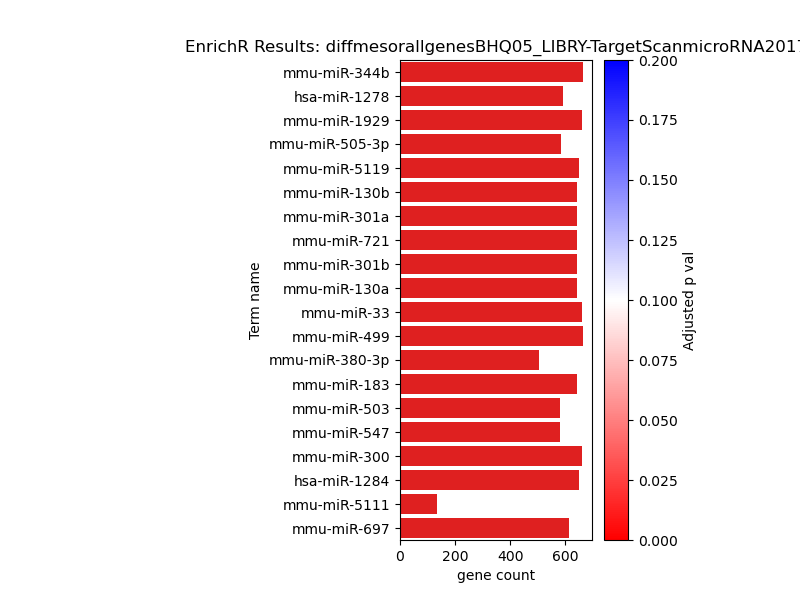 EnrichR Results: diffmesorallgenesBHQ05_LIBRY-TargetScanmicroRNA2017
mmu-miR-344b
hsa-miR-1278
mmu-miR-1929
mmu-miR-505-3p
mmu-miR-5119
mmu-miR-130b
mmu-miR-301a
mmu-miR-721
mmu-miR-301b
mmu-miR-130a
mmu-miR-33
mmu-miR-499
mmu-miR-380-3p
mmu-miR-183
mmu-miR-503
mmu-miR-547
mmu-miR-300
hsa-miR-1284
mmu-miR-5111
mmu-miR-697
Term name
0 200 400 600
gene count
0.200
0.175
0.150
0.125
0.100
0.075
0.050
0.025
0.000
Adjusted p val